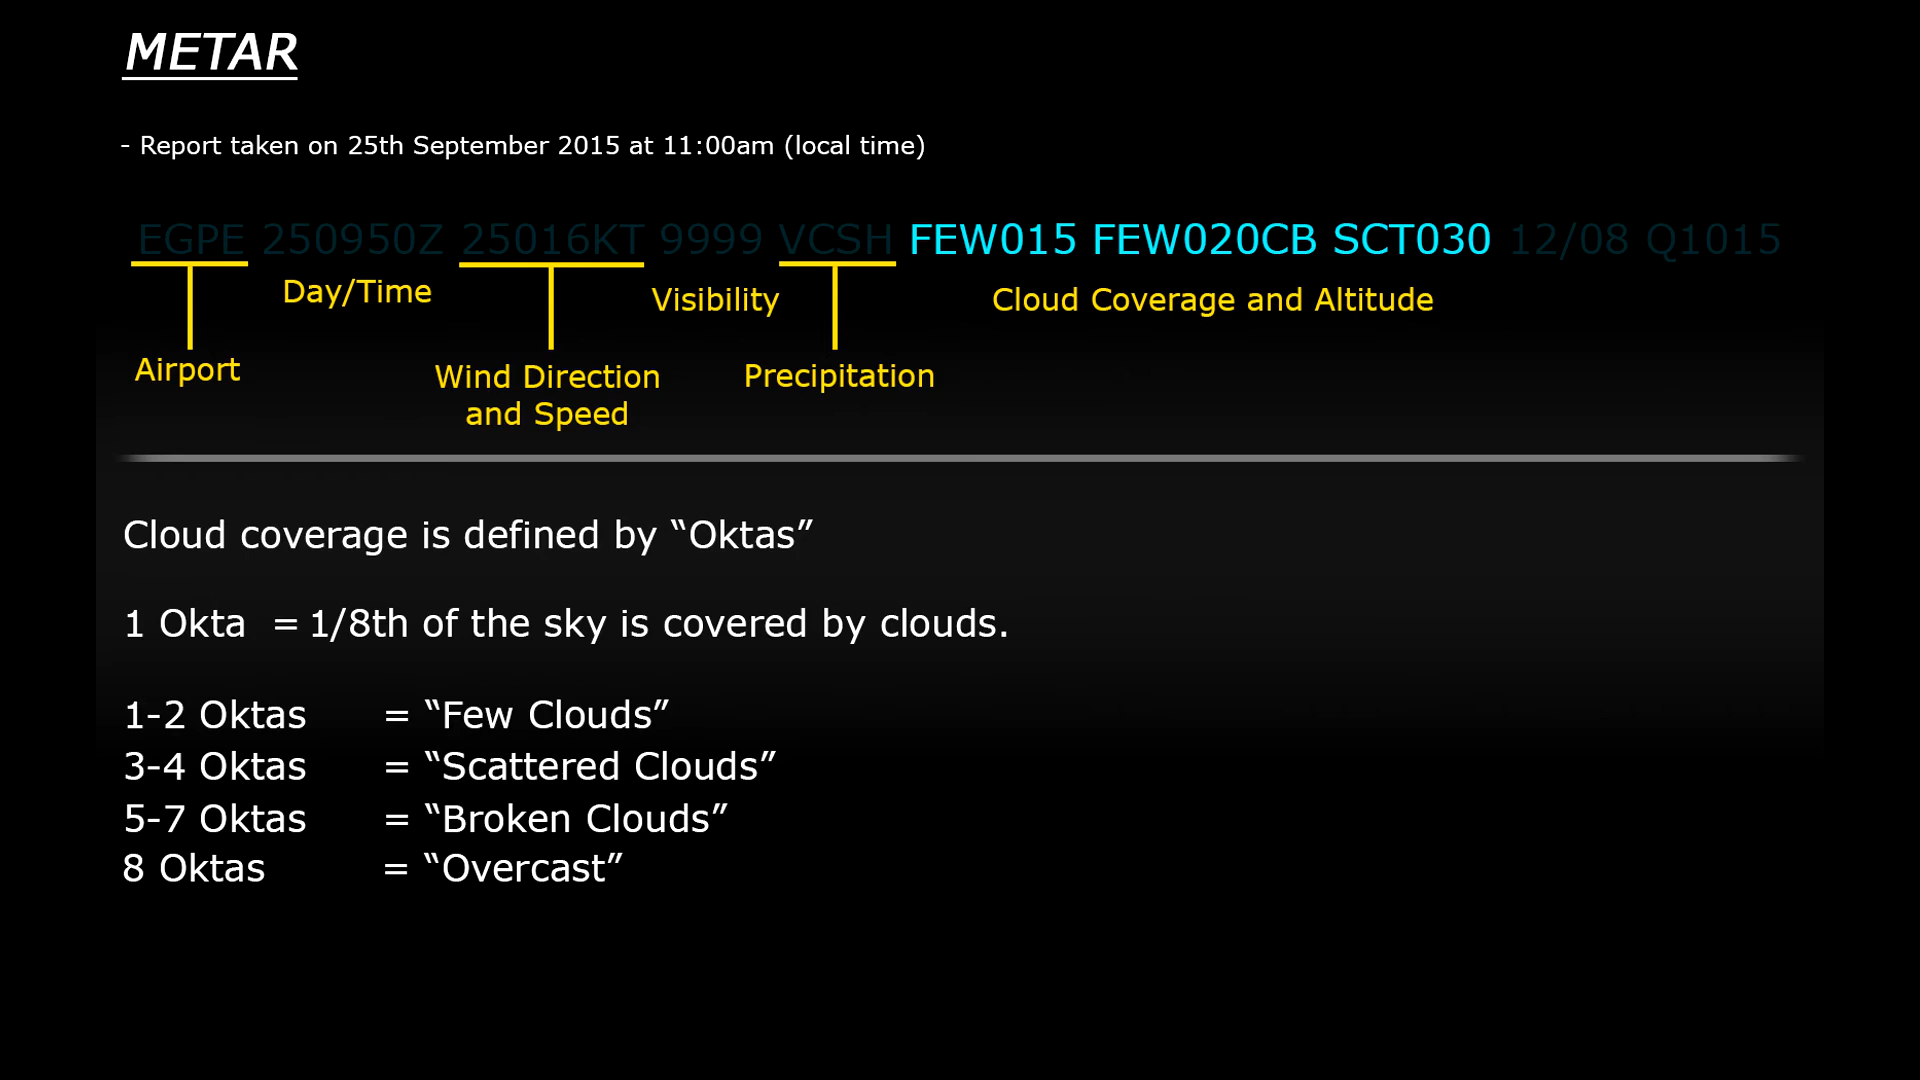 METAR
- Report taken on 25th September 2015 at 11:00am (local time)
EGPE 250950Z 25016KT 9999 VCSH FEW015 FEW020CB SCT030 12/08 Q1015
Day/Time
Visibility
Cloud Coverage and Altitude
Airport
Wind Direction
and Speed
Precipitation
Cloud coverage is defined by “Oktas”
1 Okta = 1/8th of the sky is covered by clouds.
1-2 Oktas = “Few Clouds”
3-4 Oktas = “Scattered Clouds”
5-7 Oktas = “Broken Clouds”
8 Oktas = “Overcast”